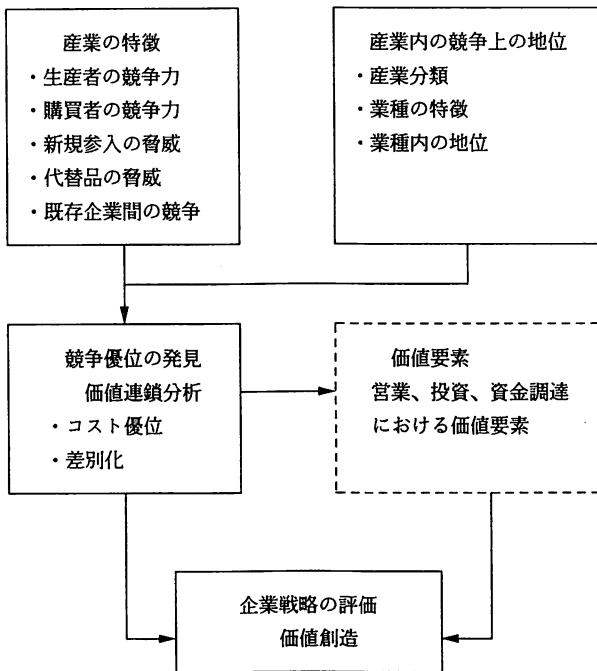 産業の特徴
・生産者の競争力
・購買者の競争力
・新規参入の脅威
・代替品の脅威
・既存企業間の競争
産業内の競争上の地位
・産業分類
・業種の特徴
・業種内の地位
競争優位の発見
価値連鎖分析
・コスト優位
・差別化
価値要素
営業、投資、資金調達
における価値要素
企業戦略の評価
価値創造